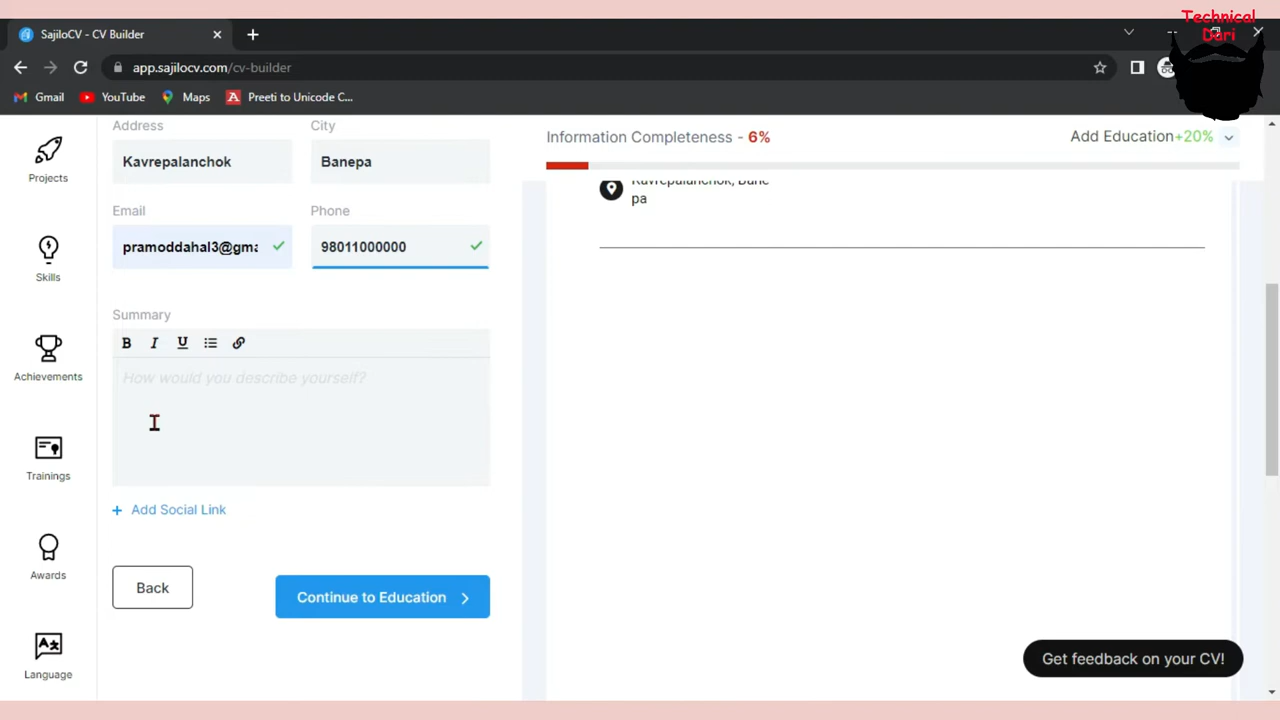 Technical
Dari
SajiloCV - CV Builder
app.sajilocv.com/cv-builder
Gmail
YouTube
Maps
Preeti to Unicode C...
Projects
Skills
Achievements
Trainings
Awards
Language
Address
City
Kavrepalanchok
Banepa
Email
Phone
pramoddahal3@gma
98011000000
Summary
B I U
How would you describe yourself?
+ Add Social Link
Back
Continue to Education
Information Completeness - 6%
Add Education+20%
Kavrepalanchok, Bane
pa
Get feedback on your CV!